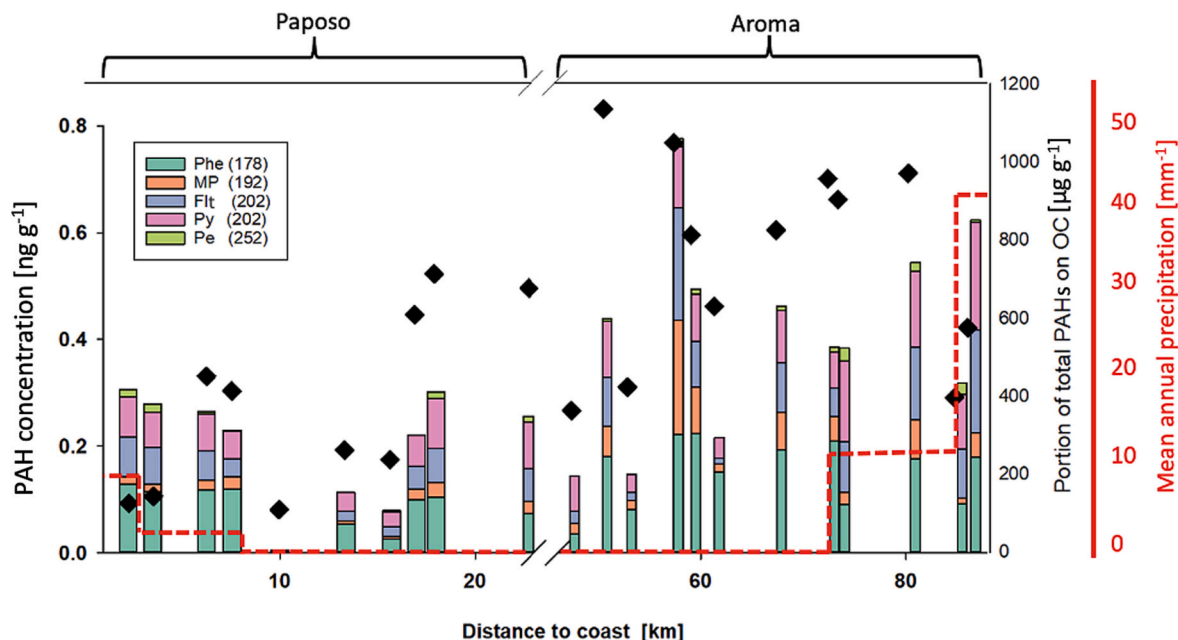 Paposo
Aroma
PAH concentration [ng g⁻¹]
0.8
0.6
0.4
0.2
0.0
Phe (178)
MP (192)
Flt (202)
Py (202)
Pe (252)
1200
1000
800
600
400
200
0
Portion of total PAHs on OC [µg g⁻¹]
50
40
30
20
10
0
Mean annual precipitation [mm⁻¹]
10
20
60
80
Distance to coast [km]